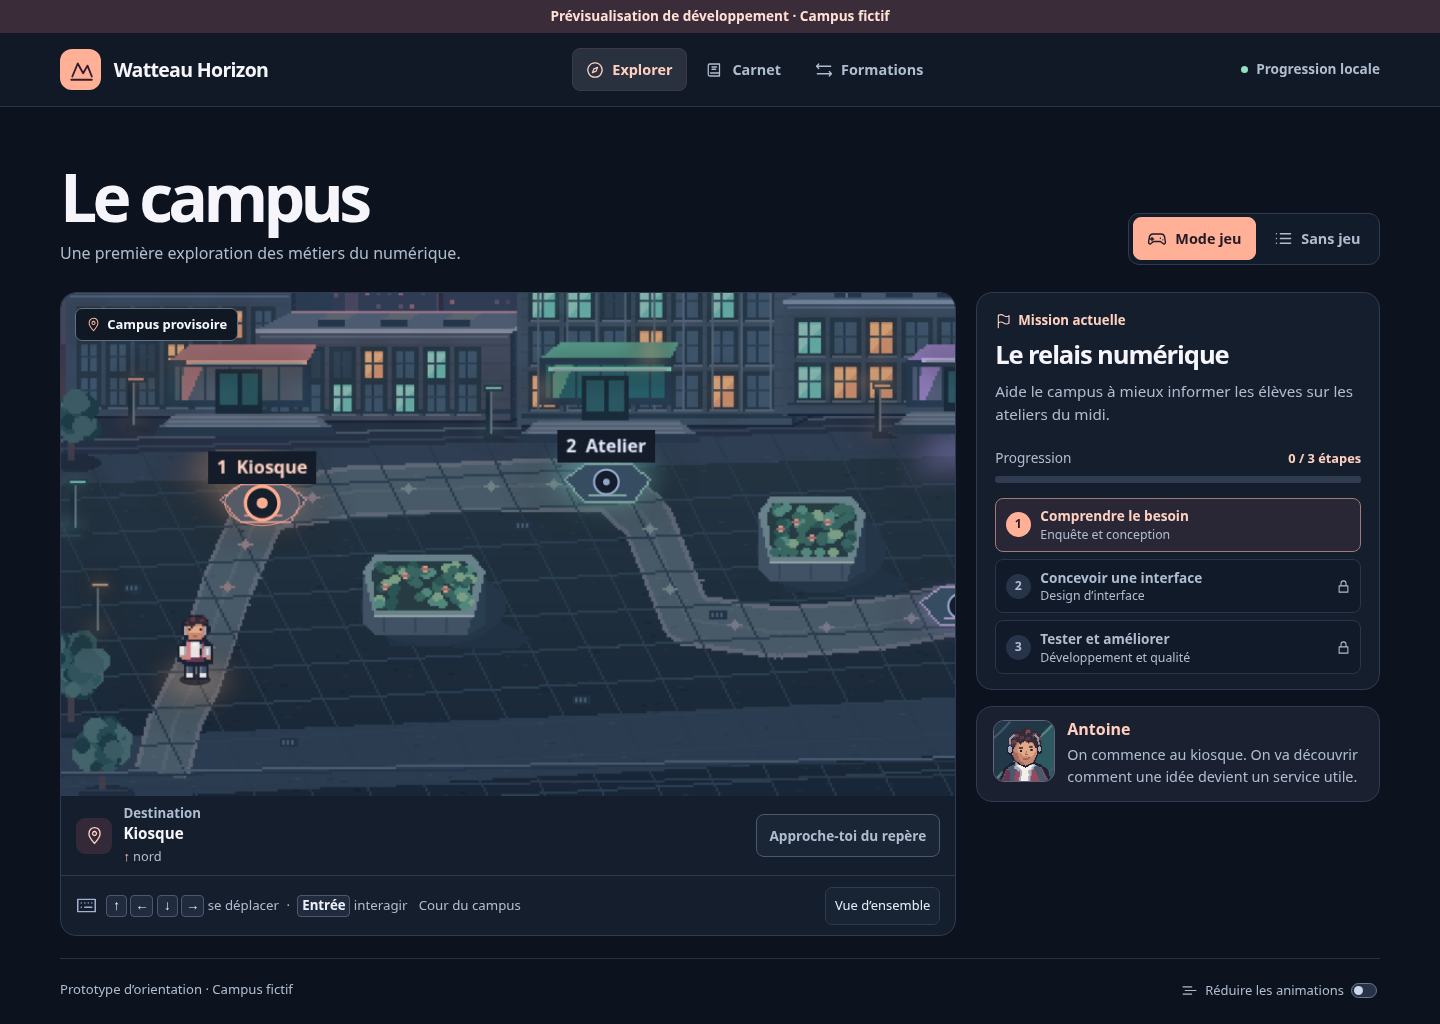 Prévisualisation de développement · Campus fictif
Watteau Horizon
Explorer
Carnet
Formations
Progression locale
Le campus
Une première exploration des métiers du numérique.
Mode jeu
Sans jeu
Campus provisoire
1 Kiosque
2 Atelier
Destination
Kiosque
↑ nord
Approche-toi du repère
↑ ← ↓ → se déplacer · Entrée interagir Cour du campus
Vue d’ensemble
Mission actuelle
Le relais numérique
Aide le campus à mieux informer les élèves sur les
ateliers du midi.
Progression
0 / 3 étapes
1
Comprendre le besoin
Enquête et conception
2
Concevoir une interface
Design d’interface
3
Tester et améliorer
Développement et qualité
Antoine
On commence au kiosque. On va découvrir
comment une idée devient un service utile.
Prototype d’orientation · Campus fictif
Réduire les animations